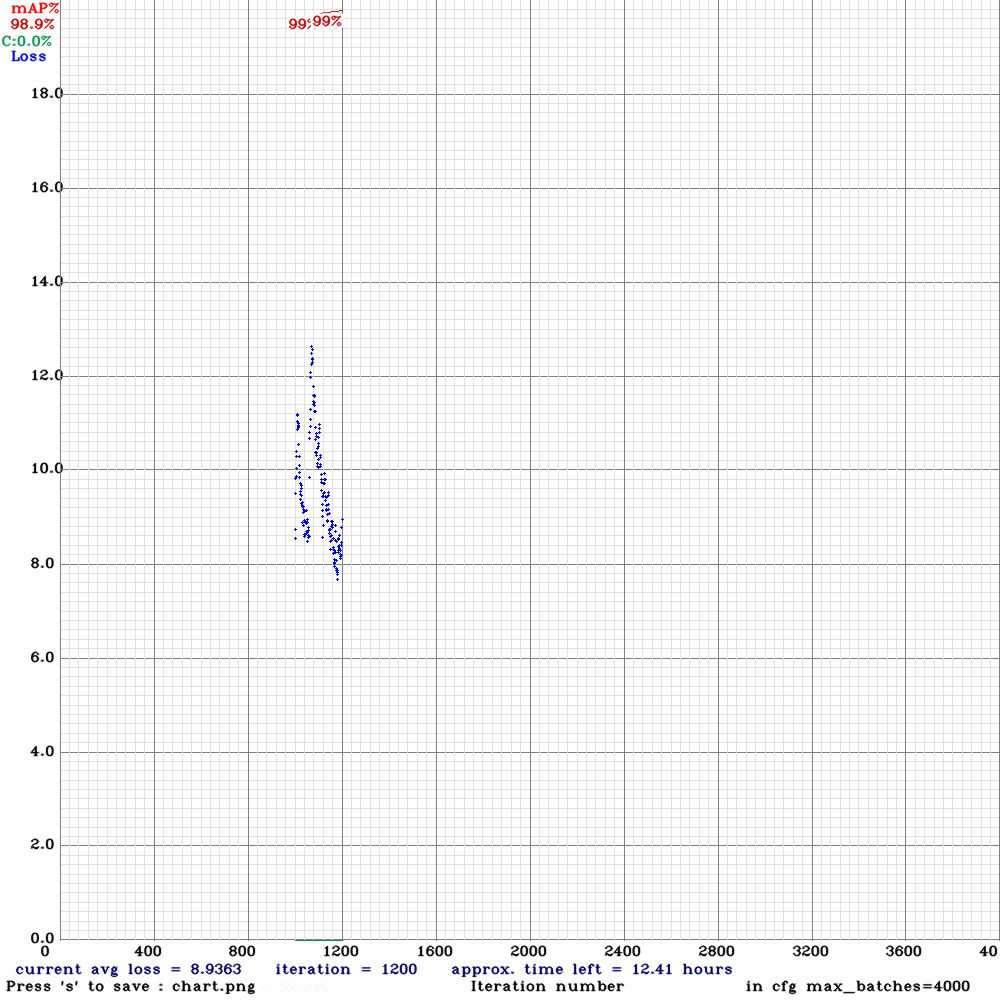 mAP%
98.9%
99% 99%
C:0.0%
Loss
18.0
16.0
14.0
12.0
10.0
8.0
6.0
4.0
2.0
0.0
0 400 800 1200 1600 2000 2400 2800 3200 3600 40
current avg loss = 8.9363 iteration = 1200 approx. time left = 12.41 hours
Press 's' to save : chart.png Iteration number in cfg max_batches=4000